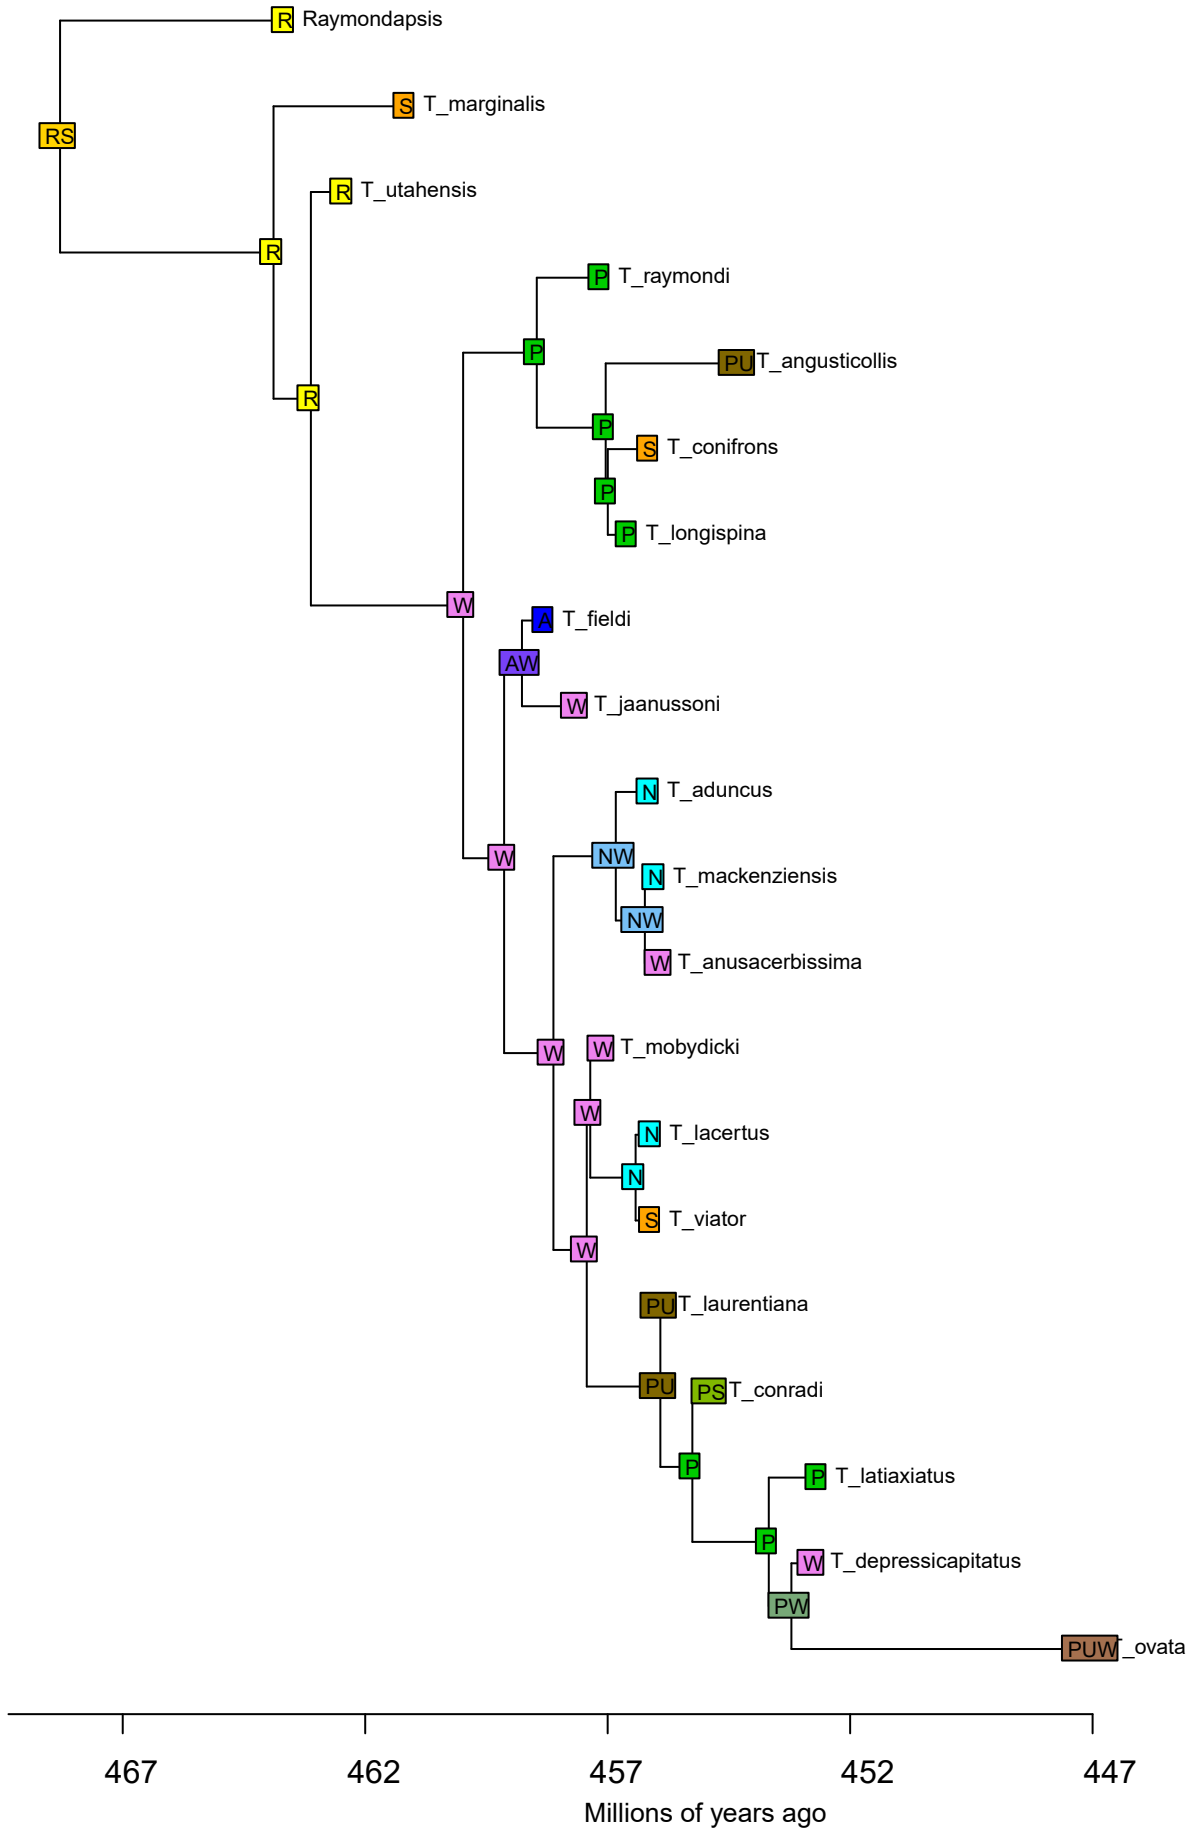 R Raymondapsis
S T_marginalis
RS
R T_utahensis
R
P T_raymondi
P
PU T_angusticollis
R
P
S T_conifrons
P
P T_longispina
W
A T_fieldi
AW
W T_jaanussoni
N T_aduncus
NW
W
N T_mackenziensis
NW
W T_anusacerbissima
W T_mobydicki
W
W
N T_lacertus
N
S T_viator
W
PU T_laurentiana
PU
PS T_conradi
P
P T_latiaxiatus
P
W T_depressicapitatus
PW
PUW _ovata
467 462 457 452 447
Millions of years ago